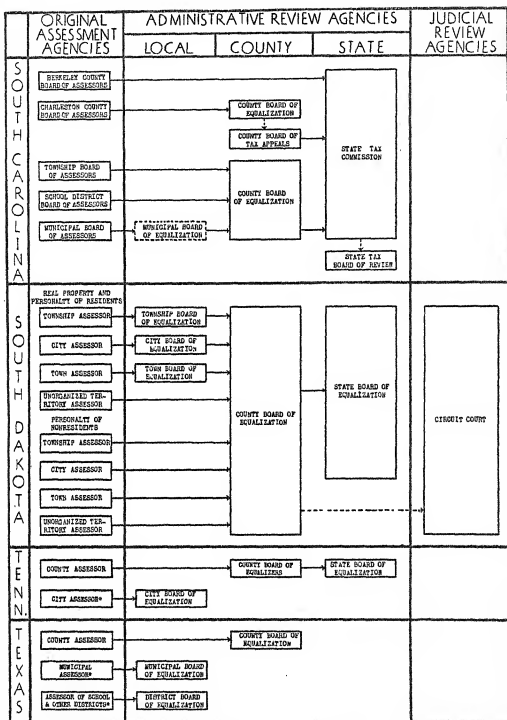 ORIGINAL
ASSESSMENT
AGENCIES
ADMINISTRATIVE REVIEW AGENCIES
LOCAL
COUNTY
STATE
JUDICIAL
REVIEW
AGENCIES
SOUTH CAROLINA
BERKELEY COUNTY
BOARD OF ASSESSORS
CHARLESTON COUNTY
BOARD OF ASSESSORS
COUNTY BOARD OF
EQUALIZATION
COUNTY BOARD OF
TAX APPEALS
STATE TAX
COMMISSION
TOWNSHIP BOARD
OF ASSESSORS
SCHOOL DISTRICT
BOARD OF ASSESSORS
COUNTY BOARD
OF EQUALIZATION
MUNICIPAL BOARD
OF ASSESSORS
MUNICIPAL BOARD
OF EQUALIZATION
STATE TAX
BOARD OF REVIEW
SOUTH DAKOTA
REAL PROPERTY AND
PERSONALTY OF RESIDENTS
TOWNSHIP ASSESSOR
TOWNSHIP BOARD
OF EQUALIZATION
CITY ASSESSOR
CITY BOARD OF
EQUALIZATION
TOWN ASSESSOR
TOWN BOARD OF
EQUALIZATION
UNORGANIZED TER-
RITORY ASSESSOR
COUNTY BOARD OF
EQUALIZATION
STATE BOARD OF
EQUALIZATION
CIRCUIT COURT
PERSONALTY OF
NONRESIDENTS
TOWNSHIP ASSESSOR
CITY ASSESSOR
TOWN ASSESSOR
UNORGANIZED TER-
RITORY ASSESSOR
TENN.
COUNTY ASSESSOR
COUNTY BOARD OF
EQUALIZERS
STATE BOARD OF
EQUALIZATION
CITY ASSESSOR*
CITY BOARD OF
EQUALIZATION
TEXAS
COUNTY ASSESSOR
COUNTY BOARD OF
EQUALIZATION
MUNICIPAL
ASSESSOR*
MUNICIPAL BOARD
OF EQUALIZATION
ASSESSOR OF SCHOOL
& OTHER DISTRICTS*
DISTRICT BOARD
OF EQUALIZATION